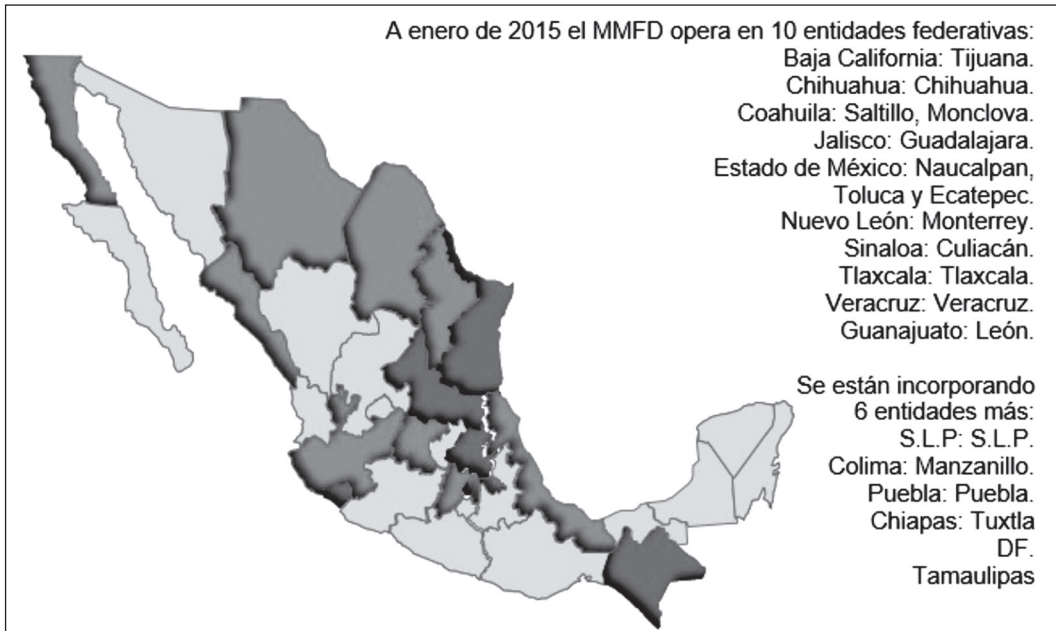 A enero de 2015 el MMFD opera en 10 entidades federativas:
Baja California: Tijuana.
Chihuahua: Chihuahua.
Coahuila: Saltillo, Monclova.
Jalisco: Guadalajara.
Estado de México: Naucalpan,
Toluca y Ecatepec.
Nuevo León: Monterrey.
Sinaloa: Culiacán.
Tlaxcala: Tlaxcala.
Veracruz: Veracruz.
Guanajuato: León.
Se están incorporando
6 entidades más:
S.L.P: S.L.P.
Colima: Manzanillo.
Puebla: Puebla.
Chiapas: Tuxtla
DF.
Tamaulipas